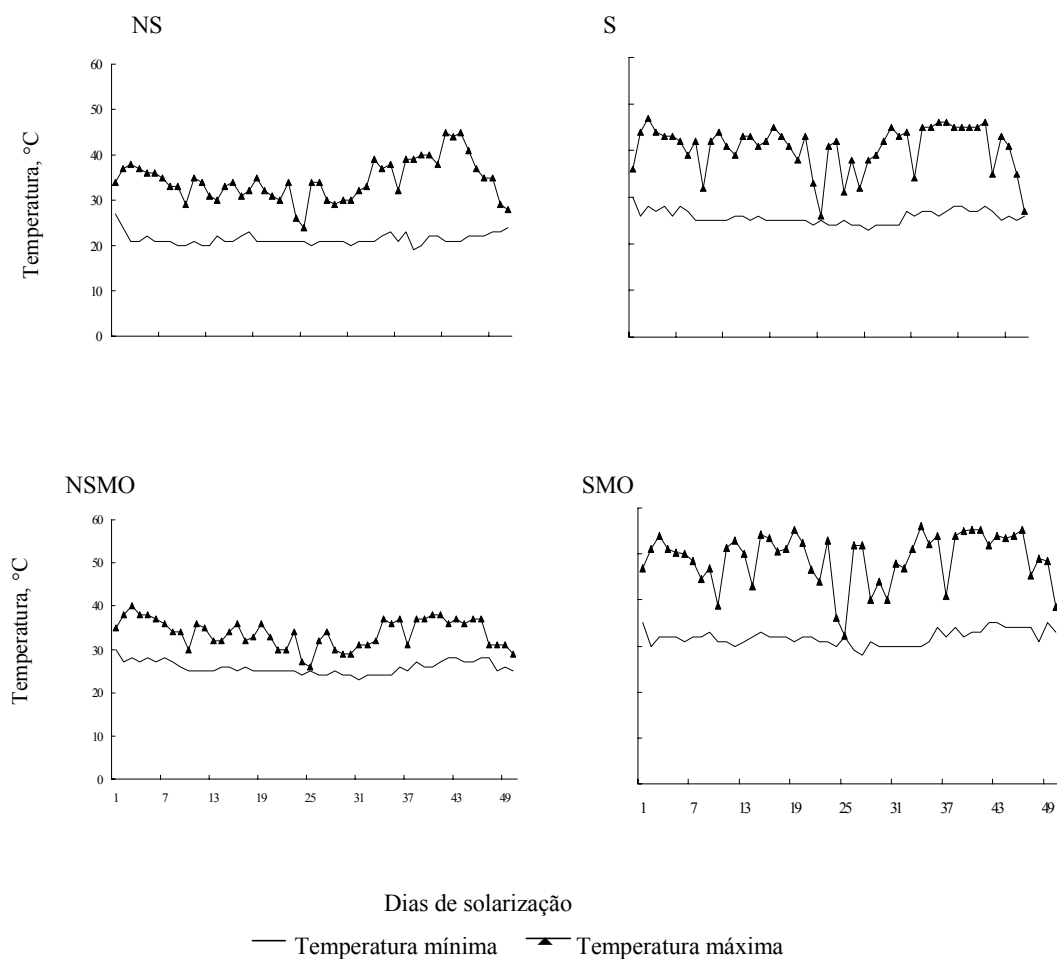 NS
S
60
50
40
30
20
10
0
Temperatura, °C
NSMO
SMO
60
50
40
30
20
10
0
Temperatura, °C
1 7 13 19 25 31 37 43 49
1 7 13 19 25 31 37 43 49
Dias de solarização
Temperatura mínima Temperatura máxima